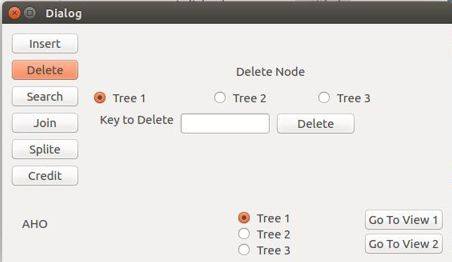 Dialog
Insert
Delete
Delete Node
Search
Tree 1 Tree 2 Tree 3
Join
Key to Delete Delete
Splite
Credit
AHO
Tree 1 Go To View 1
Tree 2
Tree 3 Go To View 2